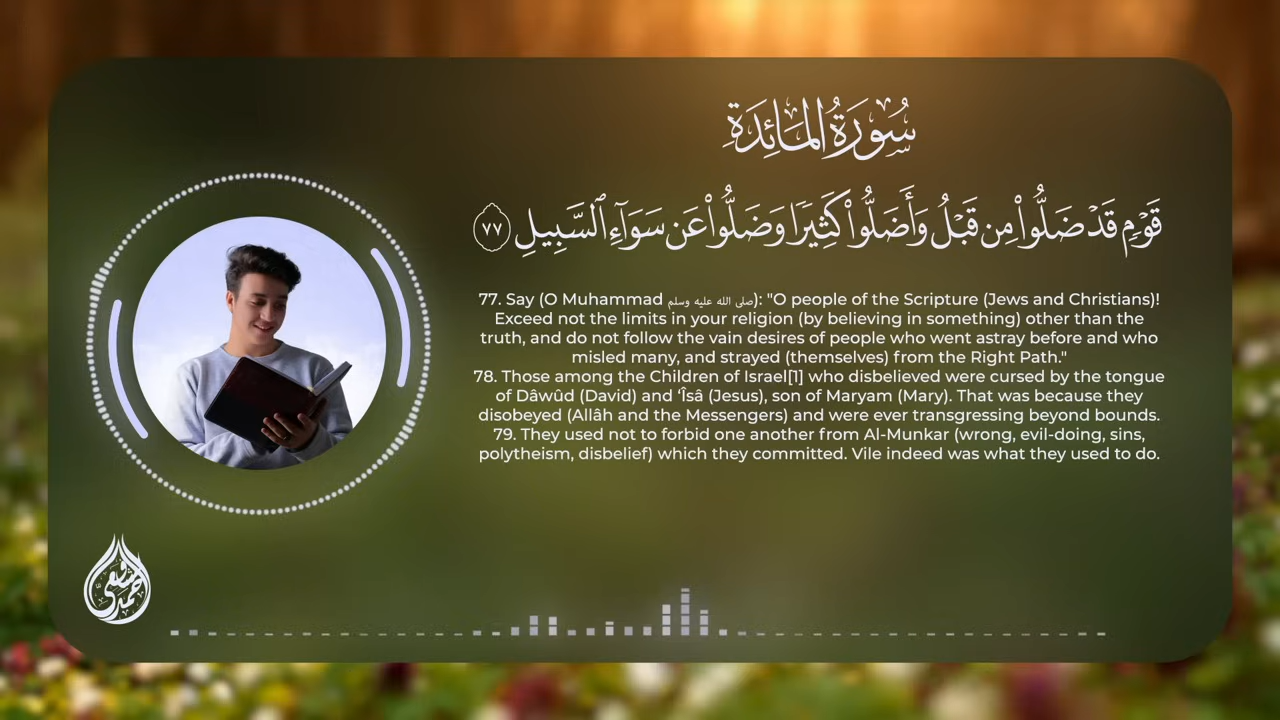 سُورَةُ المَائِدَة
قَوۡمٖ قَدۡ ضَلُّواْ مِن قَبۡلُ وَأَضَلُّواْ كَثِيرٗا وَضَلُّواْ عَن سَوَآءِ ٱلسَّبِيلِ ٧٧
77. Say (O Muhammad صلى الله عليه وسلم): "O people of the Scripture (Jews and Christians)!
Exceed not the limits in your religion (by believing in something) other than the
truth, and do not follow the vain desires of people who went astray before and who
misled many, and strayed (themselves) from the Right Path."
78. Those among the Children of Israel[1] who disbelieved were cursed by the tongue
of Dâwûd (David) and ‘Îsâ (Jesus), son of Maryam (Mary). That was because they
disobeyed (Allâh and the Messengers) and were ever transgressing beyond bounds.
79. They used not to forbid one another from Al-Munkar (wrong, evil-doing, sins,
polytheism, disbelief) which they committed. Vile indeed was what they used to do.